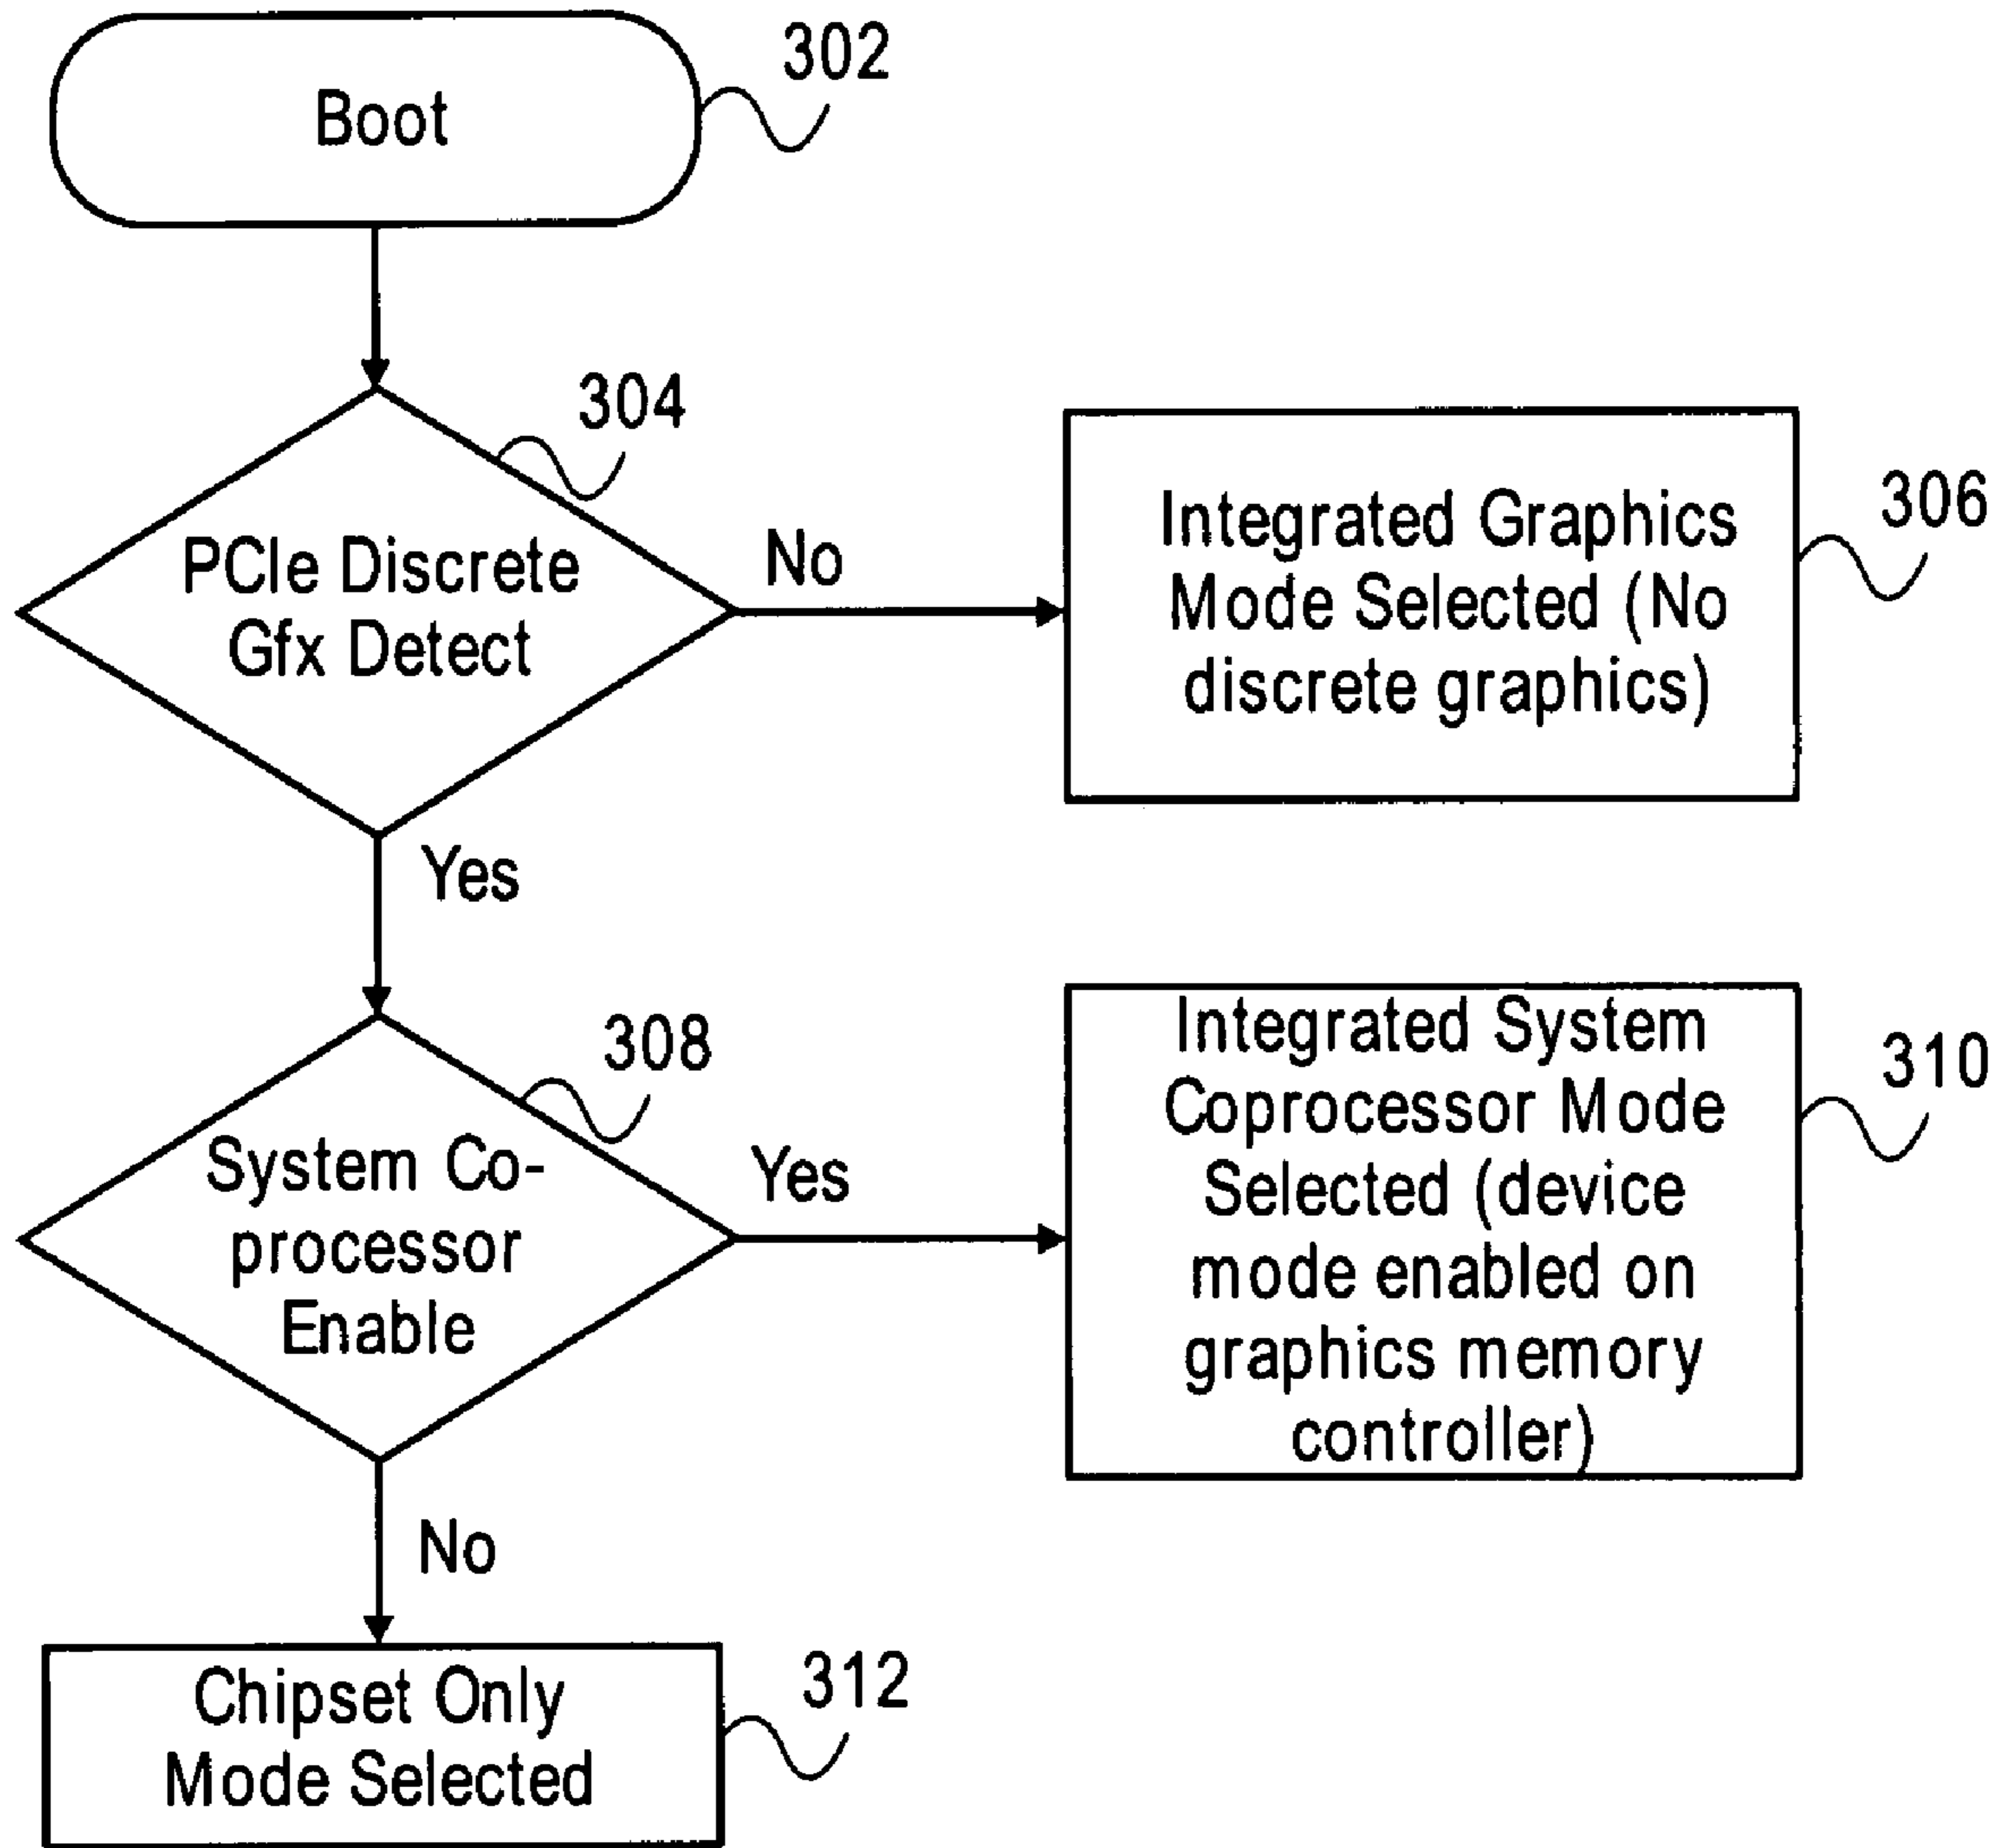 Boot
302
304
PCIe Discrete
Gfx Detect
No
Integrated Graphics
Mode Selected (No
discrete graphics)
306
Yes
308
System Co-
processor
Enable
Yes
Integrated System
Coprocessor Mode
Selected (device
mode enabled on
graphics memory
controller)
310
No
Chipset Only
Mode Selected
312